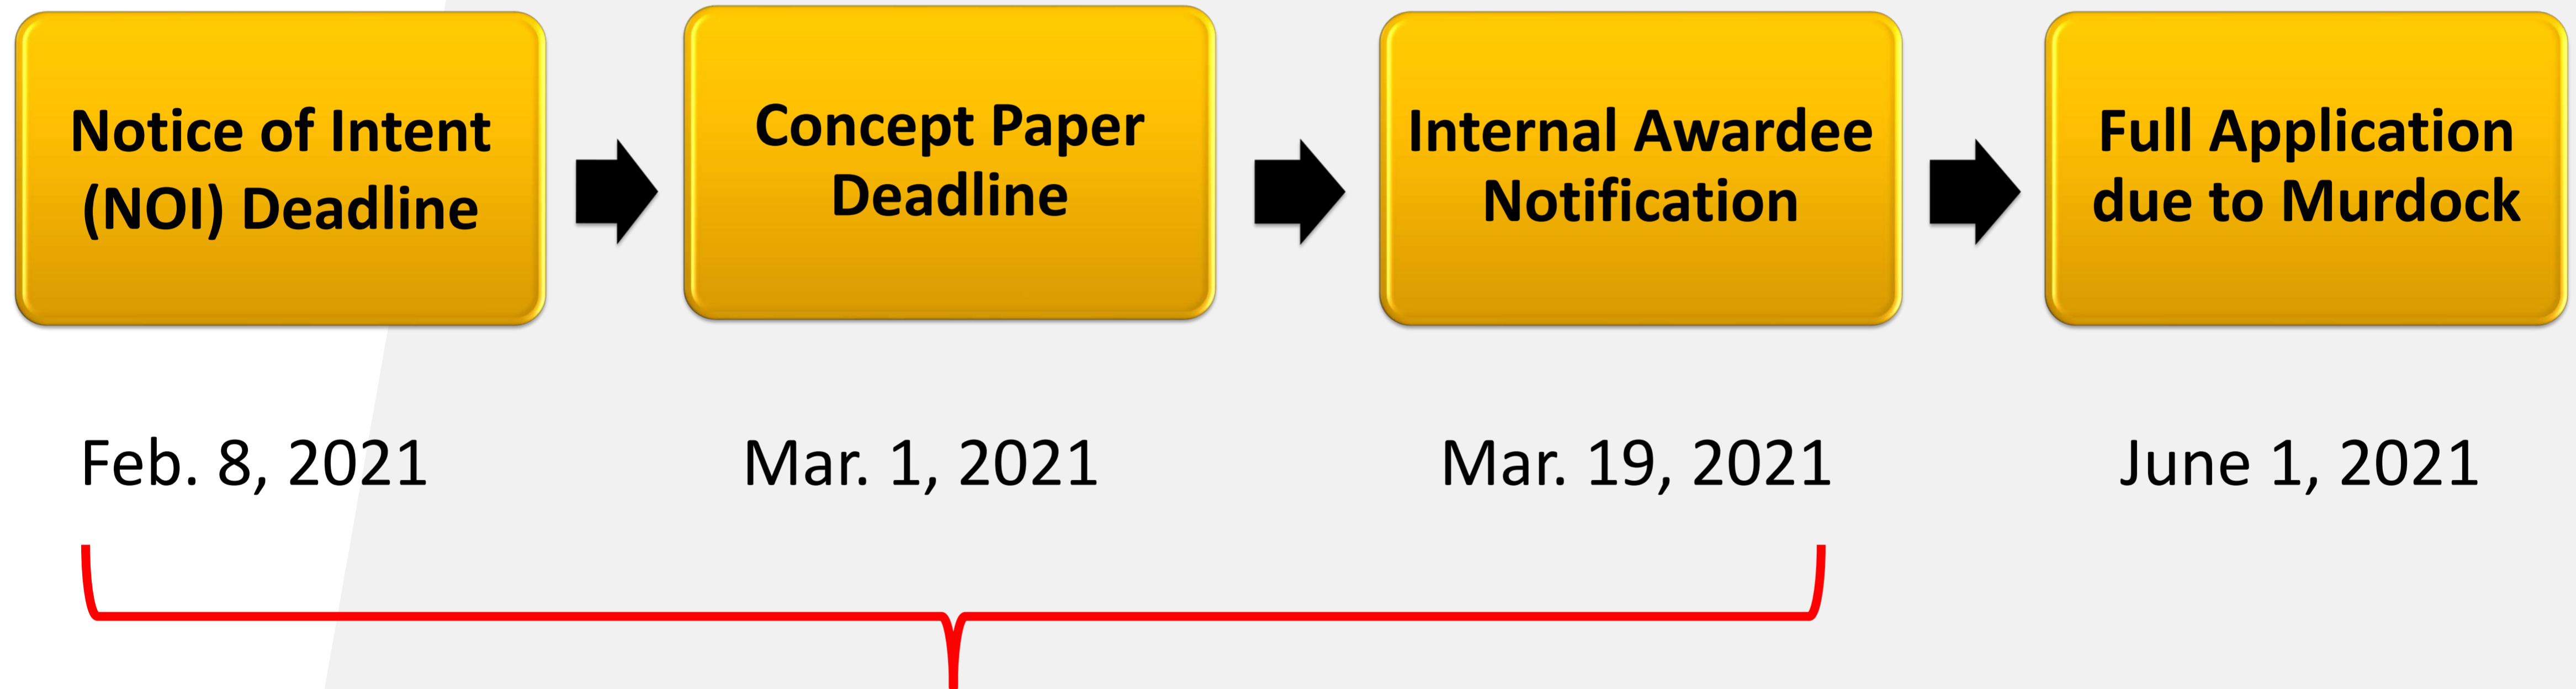 Notice of Intent
(NOI) Deadline
Concept Paper
Deadline
Internal Awardee
Notification
Full Application
due to Murdock
Feb. 8, 2021
Mar. 1, 2021
Mar. 19, 2021
June 1, 2021